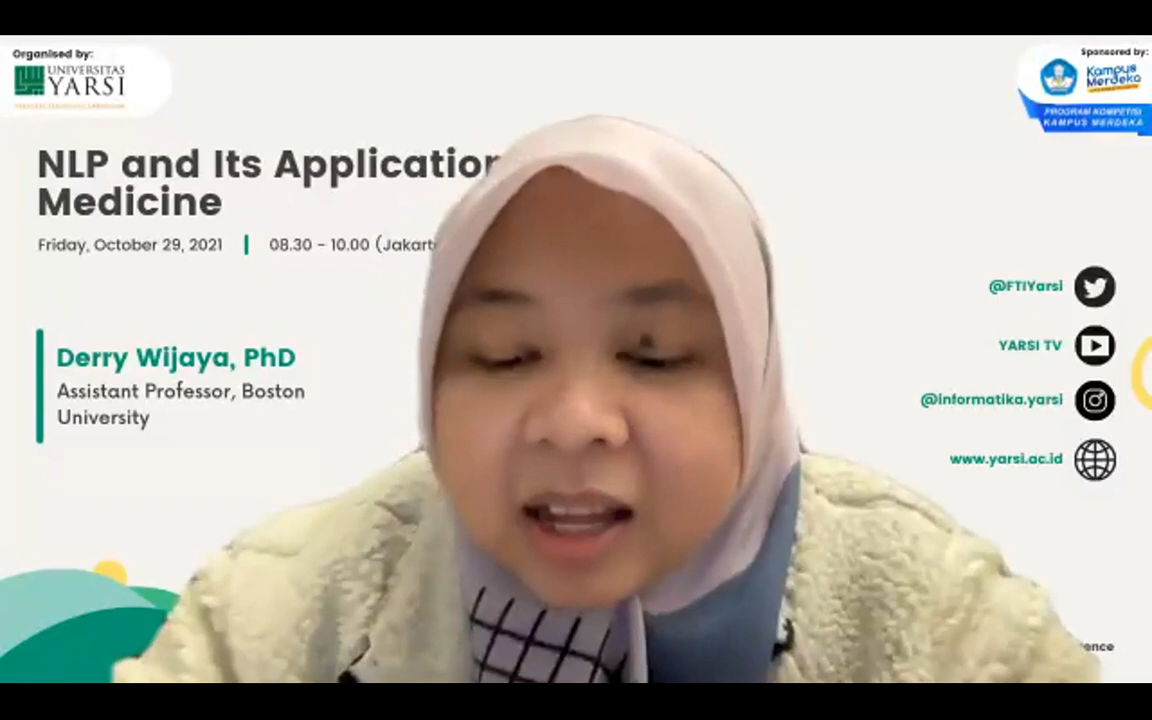 Organised by:
UNIVERSITAS
YARSI
Sponsored by:
Kampus
Merdeka
PROGRAM KOMPETISI
KAMPUS MERDEKA
NLP and Its Application
Medicine
Friday, October 29, 2021
08.30 - 10.00 (Jakart
Derry Wijaya, PhD
Assistant Professor, Boston
University
@FTIYarsi
YARSI TV
@informatika.yarsi
www.yarsi.ac.id
ence